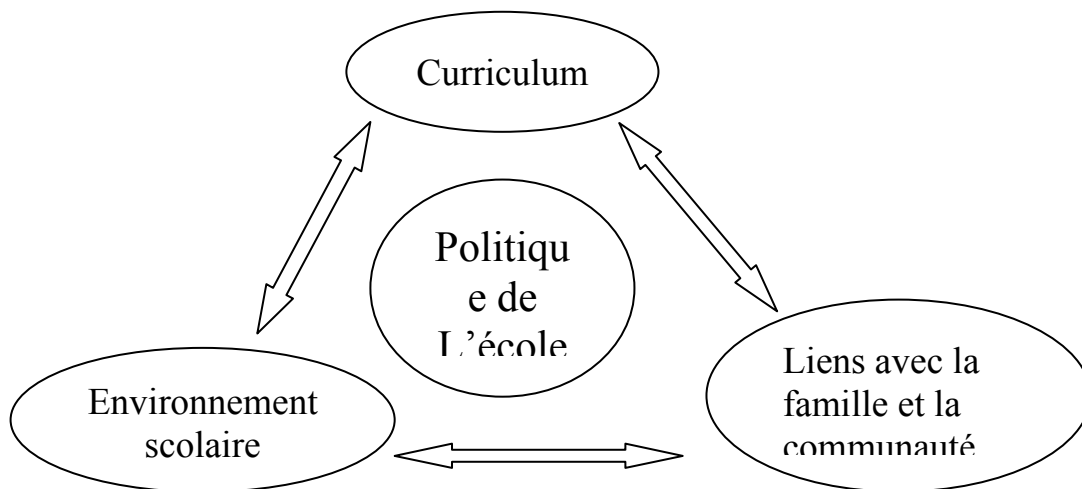 Curriculum
Politiqu
e de
L’école
Environnement
scolaire
Liens avec la
famille et la
communauté